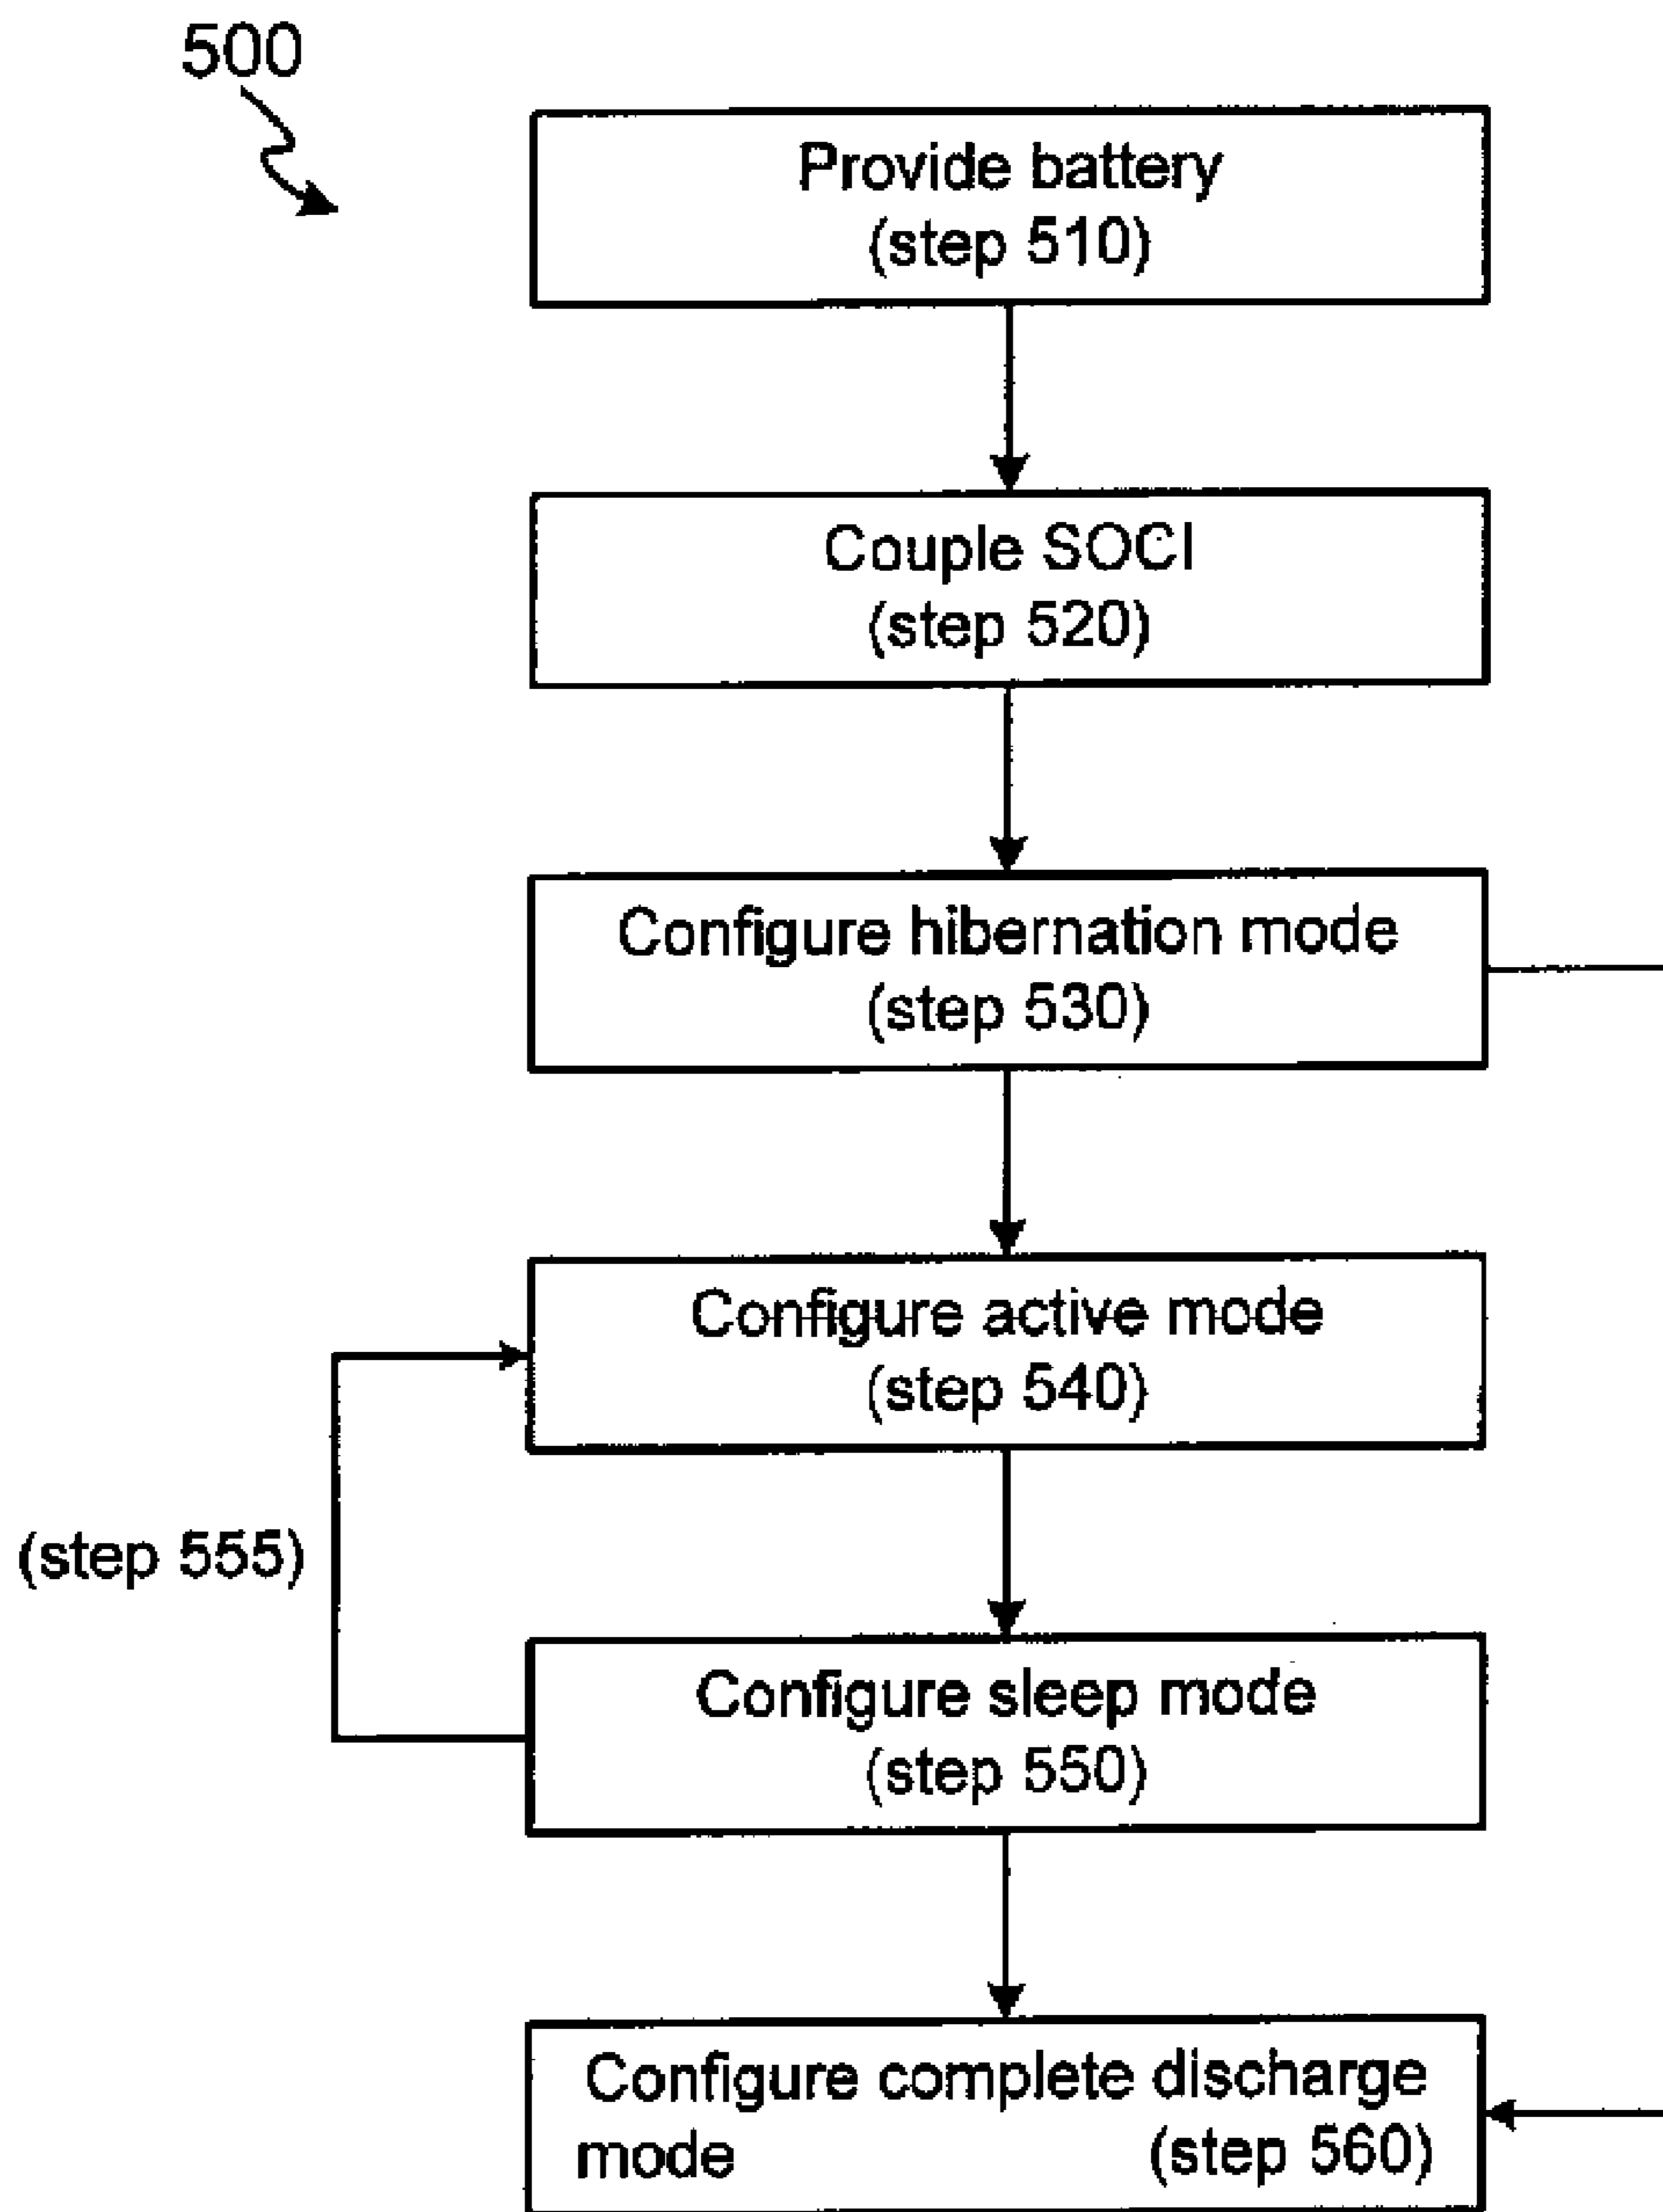 500
Provide battery
(step 510)
Couple SOCI
(step 520)
Configure hibernation mode
(step 530)
Configure active mode
(step 540)
(step 555)
Configure sleep mode
(step 550)
Configure complete discharge
mode (step 560)